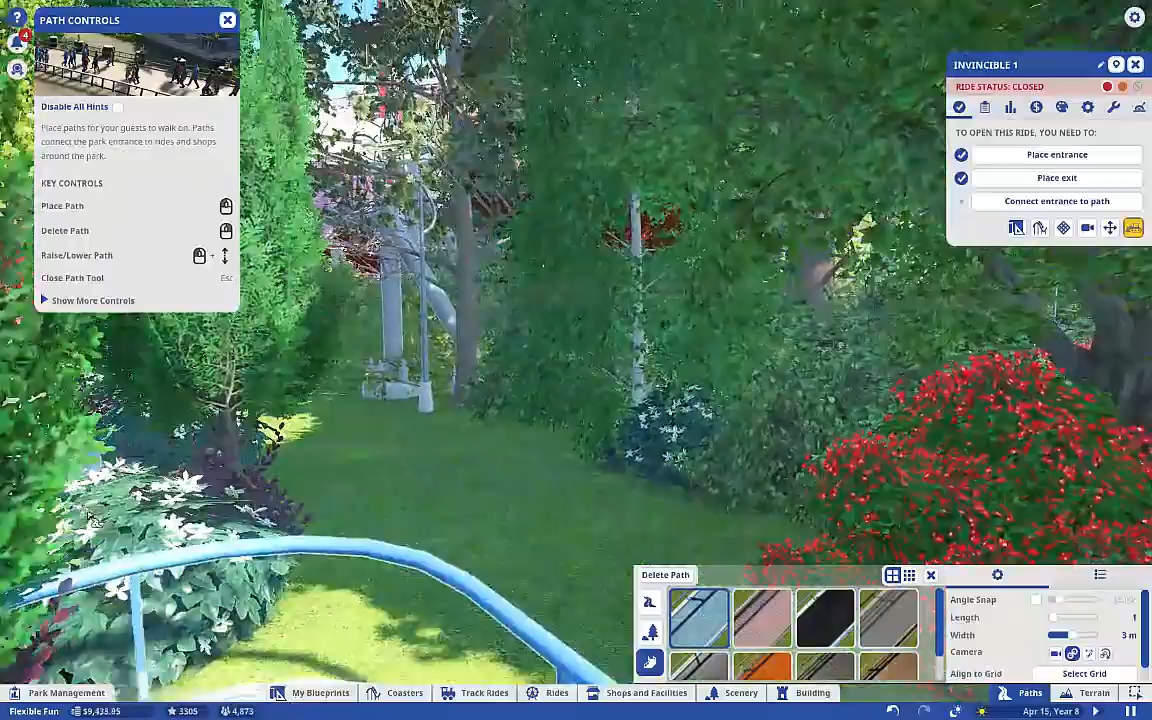 PATH CONTROLS
4
Disable All Hints
Place paths for your guests to walk on. Paths
connect the park entrance to rides and shops
around the park.
KEY CONTROLS
Place Path
Delete Path
Raise/Lower Path
+
Close Path Tool Esc
Show More Controls
INVINCIBLE 1
RIDE STATUS: CLOSED
TO OPEN THIS RIDE, YOU NEED TO:
Place entrance
Place exit
Connect entrance to path
Delete Path
Angle Snap
Length 1
Width 3 m
Camera
Align to Grid Select Grid
Park Management My Blueprints Coasters Track Rides Rides Shops and Facilities Scenery Building Paths Terrain
Flexible Fun $9,433.95 3305 4,873 Apr 15, Year 8